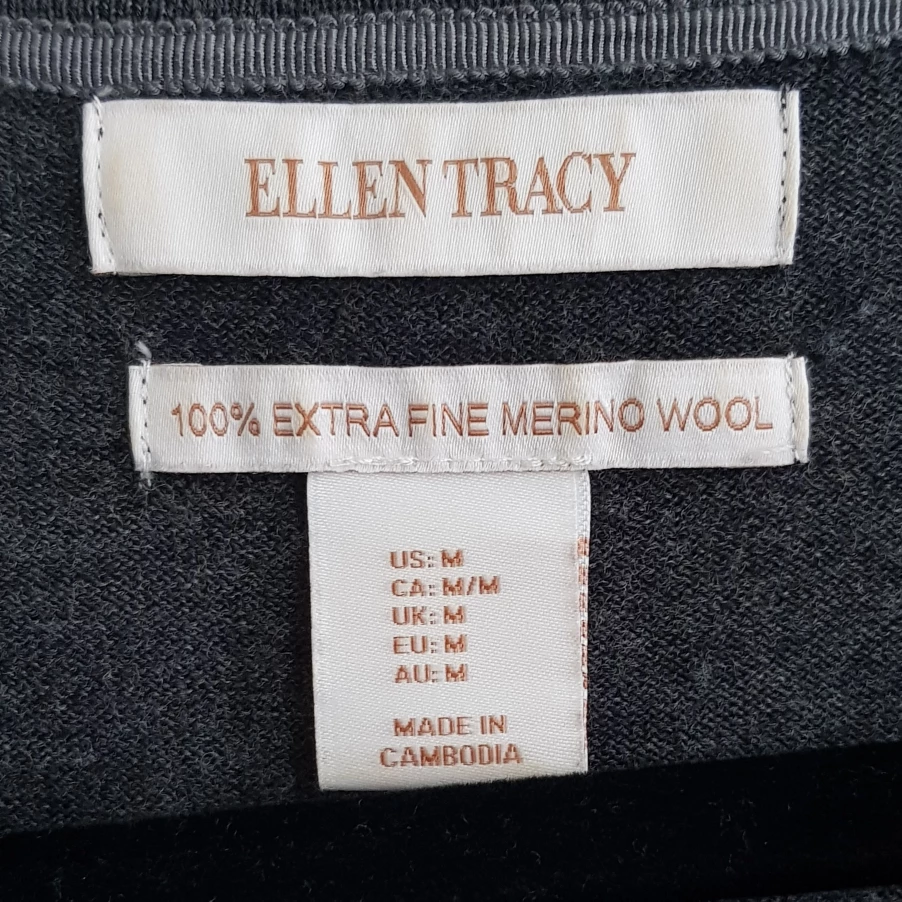 ELLEN TRACY
100% EXTRA FINE MERINO WOOL
US: M
CA: M/M
UK: M
EU: M
AU: M
MADE IN
CAMBODIA